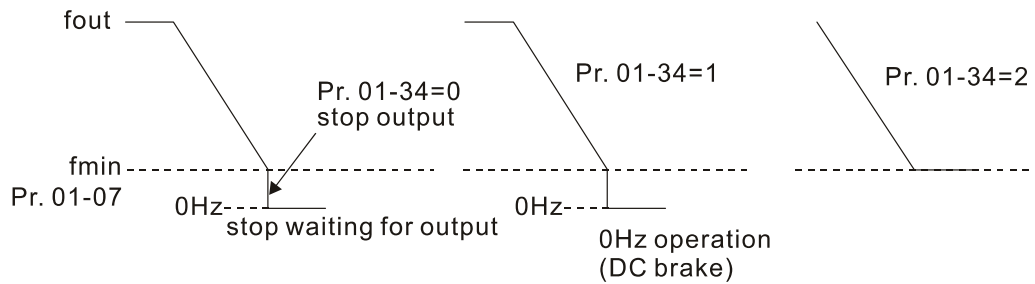 fout
Pr. 01-34=0
stop output
fmin
Pr. 01-07
0Hz
stop waiting for output
Pr. 01-34=1
0Hz
0Hz operation
(DC brake)
Pr. 01-34=2